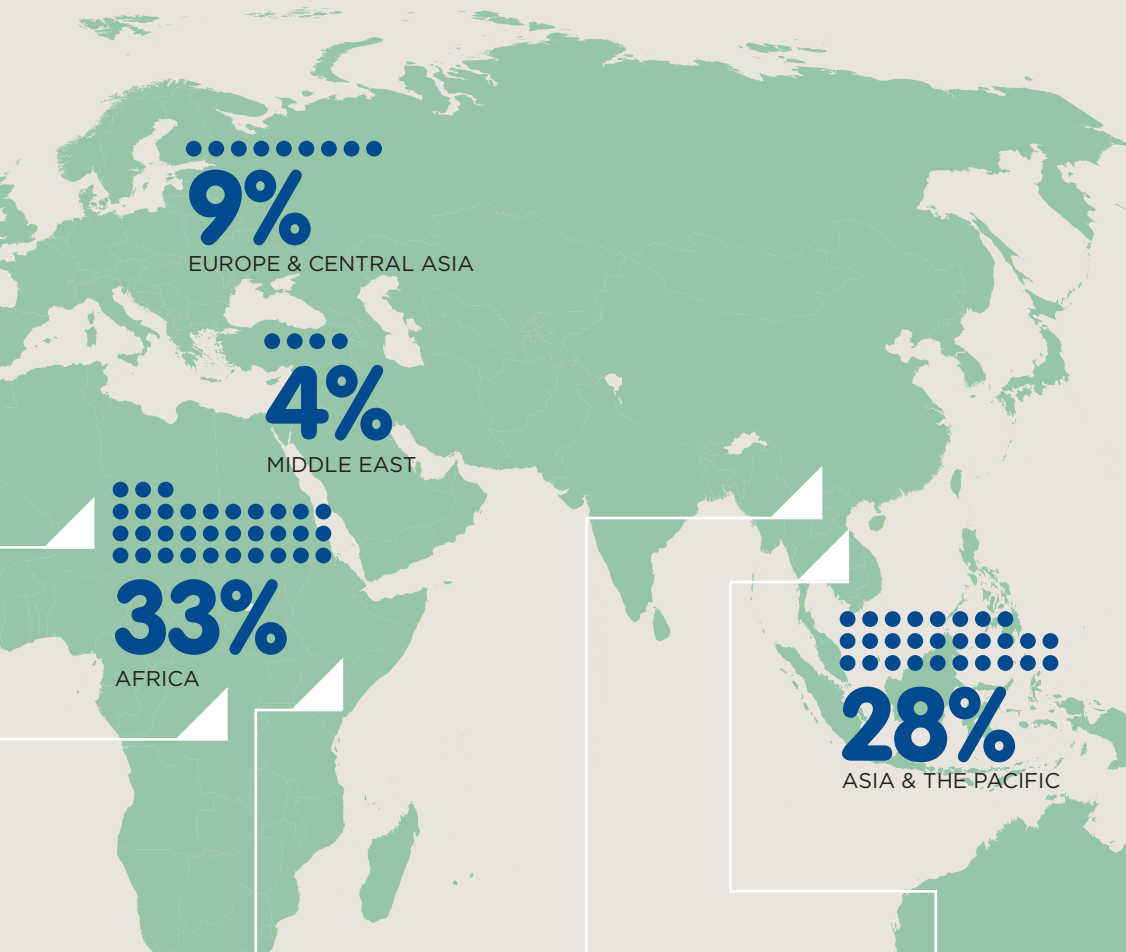 9%
EUROPE & CENTRAL ASIA
4%
MIDDLE EAST
33%
AFRICA
28%
ASIA & THE PACIFIC